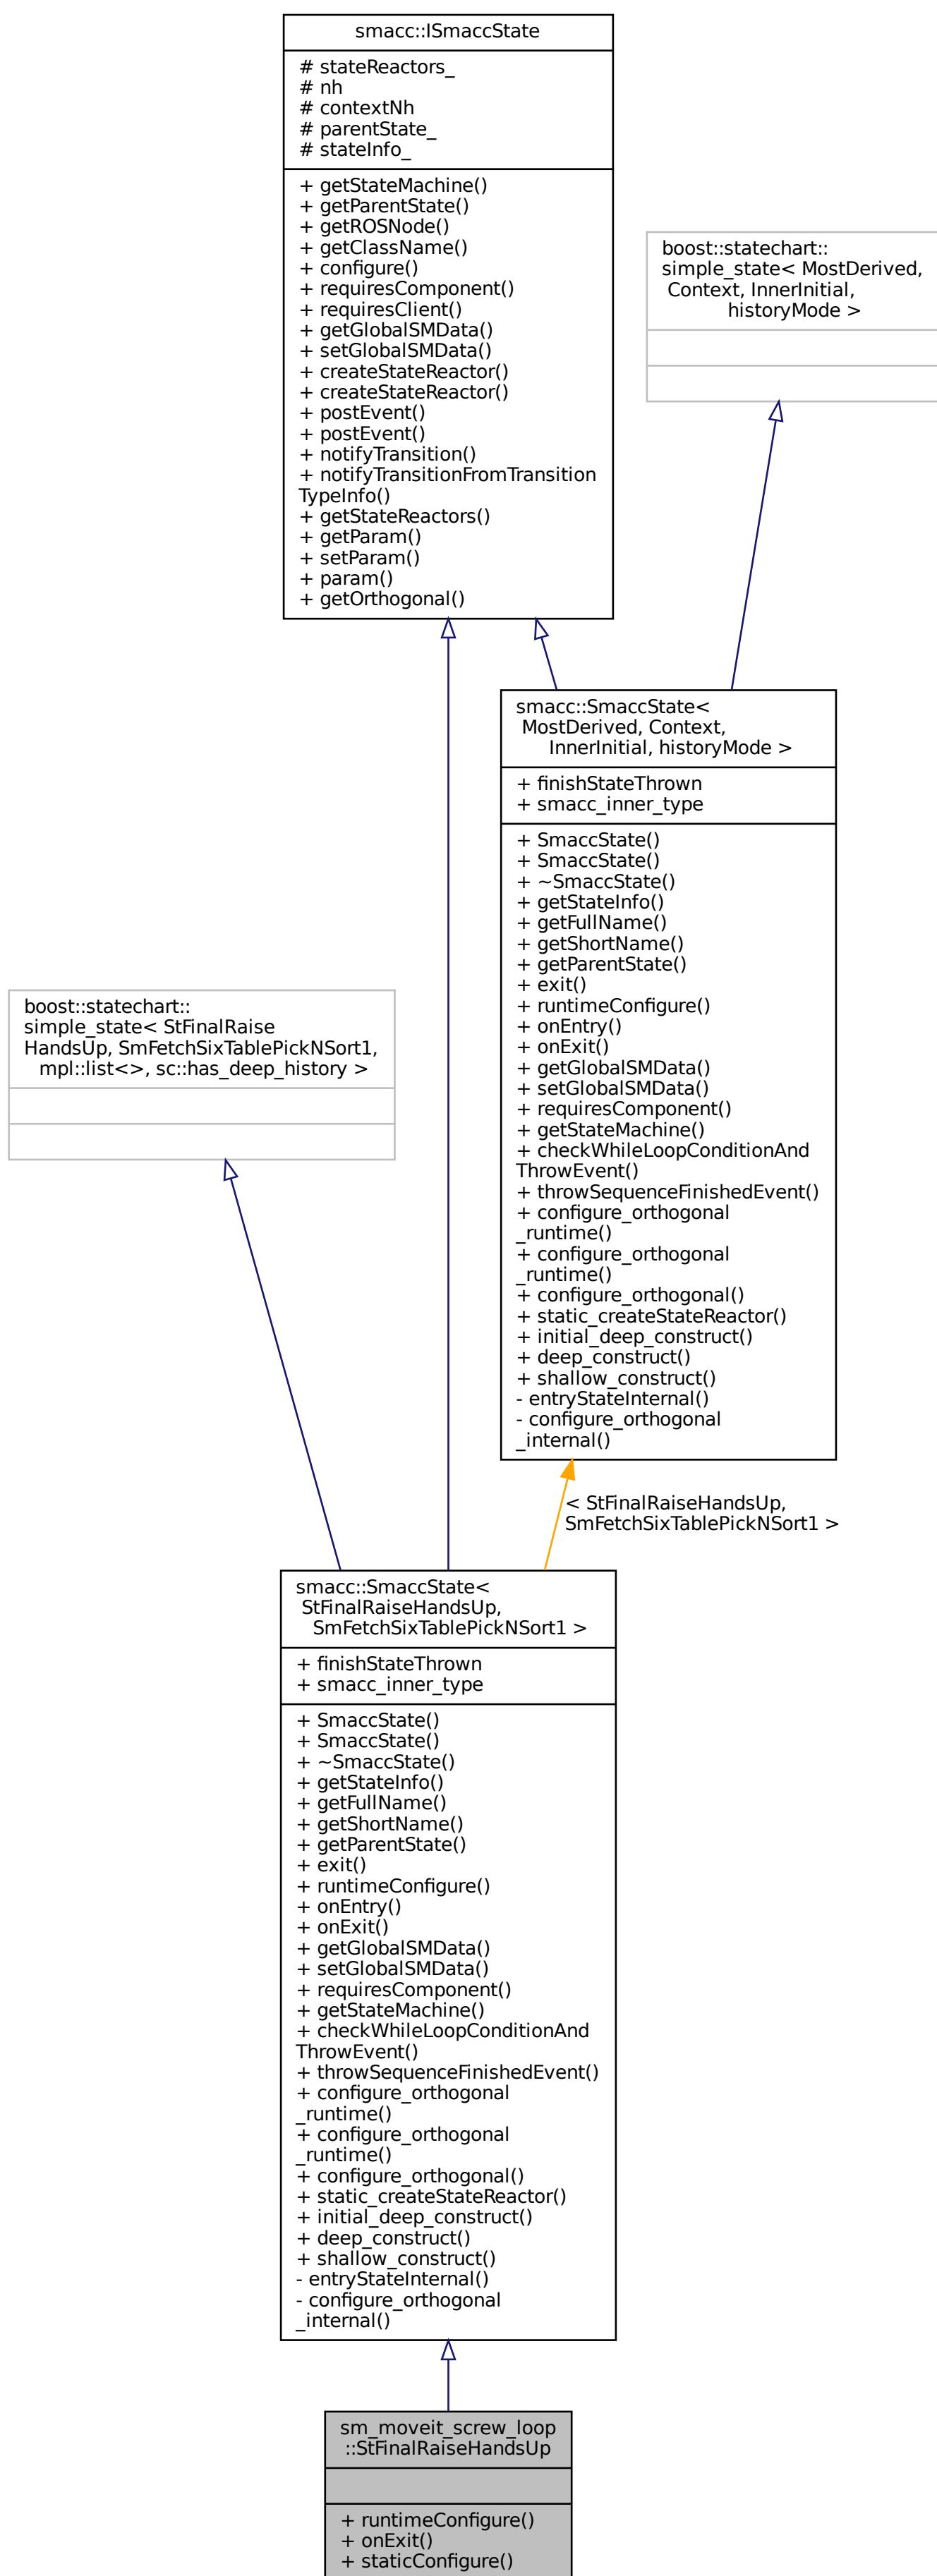 smacc::ISmaccState
# stateReactors_
# nh
# contextNh
# parentState_
# stateInfo_
+ getStateMachine()
+ getParentState()
+ getROSNode()
+ getClassName()
+ configure()
+ requiresComponent()
+ requiresClient()
+ getGlobalSMData()
+ setGlobalSMData()
+ createStateReactor()
+ createStateReactor()
+ postEvent()
+ postEvent()
+ notifyTransition()
+ notifyTransitionFromTransition
TypeInfo()
+ getStateReactors()
+ getParam()
+ setParam()
+ param()
+ getOrthogonal()
boost::statechart::
simple_state< MostDerived,
Context, InnerInitial,
historyMode >
smacc::SmaccState<
MostDerived, Context,
InnerInitial, historyMode >
+ finishStateThrown
+ smacc_inner_type
+ SmaccState()
+ SmaccState()
+ ~SmaccState()
+ getStateInfo()
+ getFullName()
+ getShortName()
+ getParentState()
+ exit()
+ runtimeConfigure()
+ onEntry()
+ onExit()
+ getGlobalSMData()
+ setGlobalSMData()
+ requiresComponent()
+ getStateMachine()
+ checkWhileLoopConditionAnd
ThrowEvent()
+ throwSequenceFinishedEvent()
+ configure_orthogonal
_runtime()
+ configure_orthogonal
_runtime()
+ configure_orthogonal()
+ static_createStateReactor()
+ initial_deep_construct()
+ deep_construct()
+ shallow_construct()
- entryStateInternal()
- configure_orthogonal
_internal()
boost::statechart::
simple_state< StFinalRaise
HandsUp, SmFetchSixTablePickNSort1,
mpl::list<>, sc::has_deep_history >
< StFinalRaiseHandsUp,
SmFetchSixTablePickNSort1 >
smacc::SmaccState<
StFinalRaiseHandsUp,
SmFetchSixTablePickNSort1 >
+ finishStateThrown
+ smacc_inner_type
+ SmaccState()
+ SmaccState()
+ ~SmaccState()
+ getStateInfo()
+ getFullName()
+ getShortName()
+ getParentState()
+ exit()
+ runtimeConfigure()
+ onEntry()
+ onExit()
+ getGlobalSMData()
+ setGlobalSMData()
+ requiresComponent()
+ getStateMachine()
+ checkWhileLoopConditionAnd
ThrowEvent()
+ throwSequenceFinishedEvent()
+ configure_orthogonal
_runtime()
+ configure_orthogonal
_runtime()
+ configure_orthogonal()
+ static_createStateReactor()
+ initial_deep_construct()
+ deep_construct()
+ shallow_construct()
- entryStateInternal()
- configure_orthogonal
_internal()
sm_moveit_screw_loop
::StFinalRaiseHandsUp
+ runtimeConfigure()
+ onExit()
+ staticConfigure()